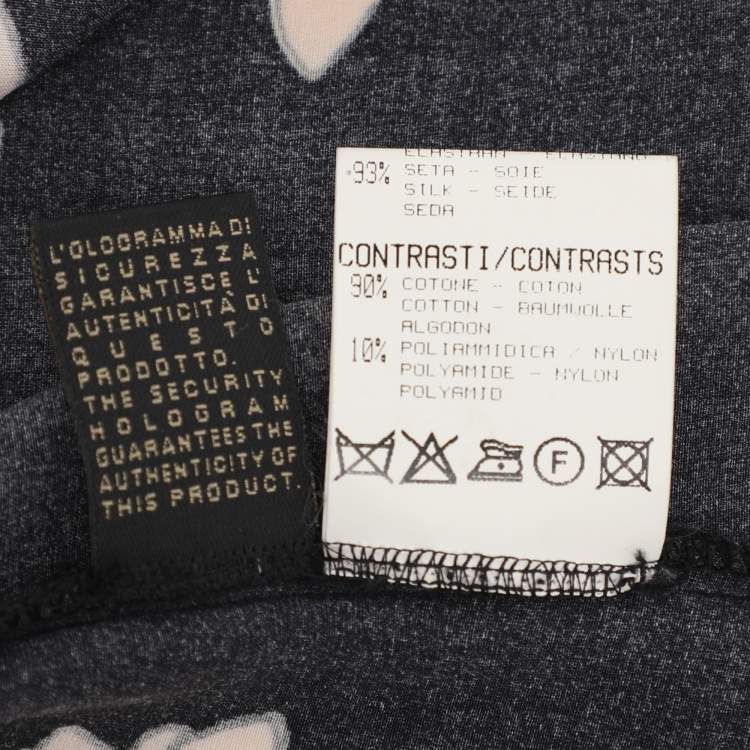 L'OLOGRAMMA DI
SICUREZZA
GARANTISCE L'
AUTENTICITÀ DI
QUESTO
PRODOTTO.
THE SECURITY
HOLOGRAM
GUARANTEES THE
AUTHENTICITY OF
THIS PRODUCT.
93% SETA - SOIE
SILK - SEIDE
SEDA
CONTRASTI/CONTRASTS
90% COTONE - COTON
COTTON - BAUMWOLLE
ALGODON
10% POLIAMMIDICA / NYLON
POLYAMIDE - NYLON
POLYAMID
F